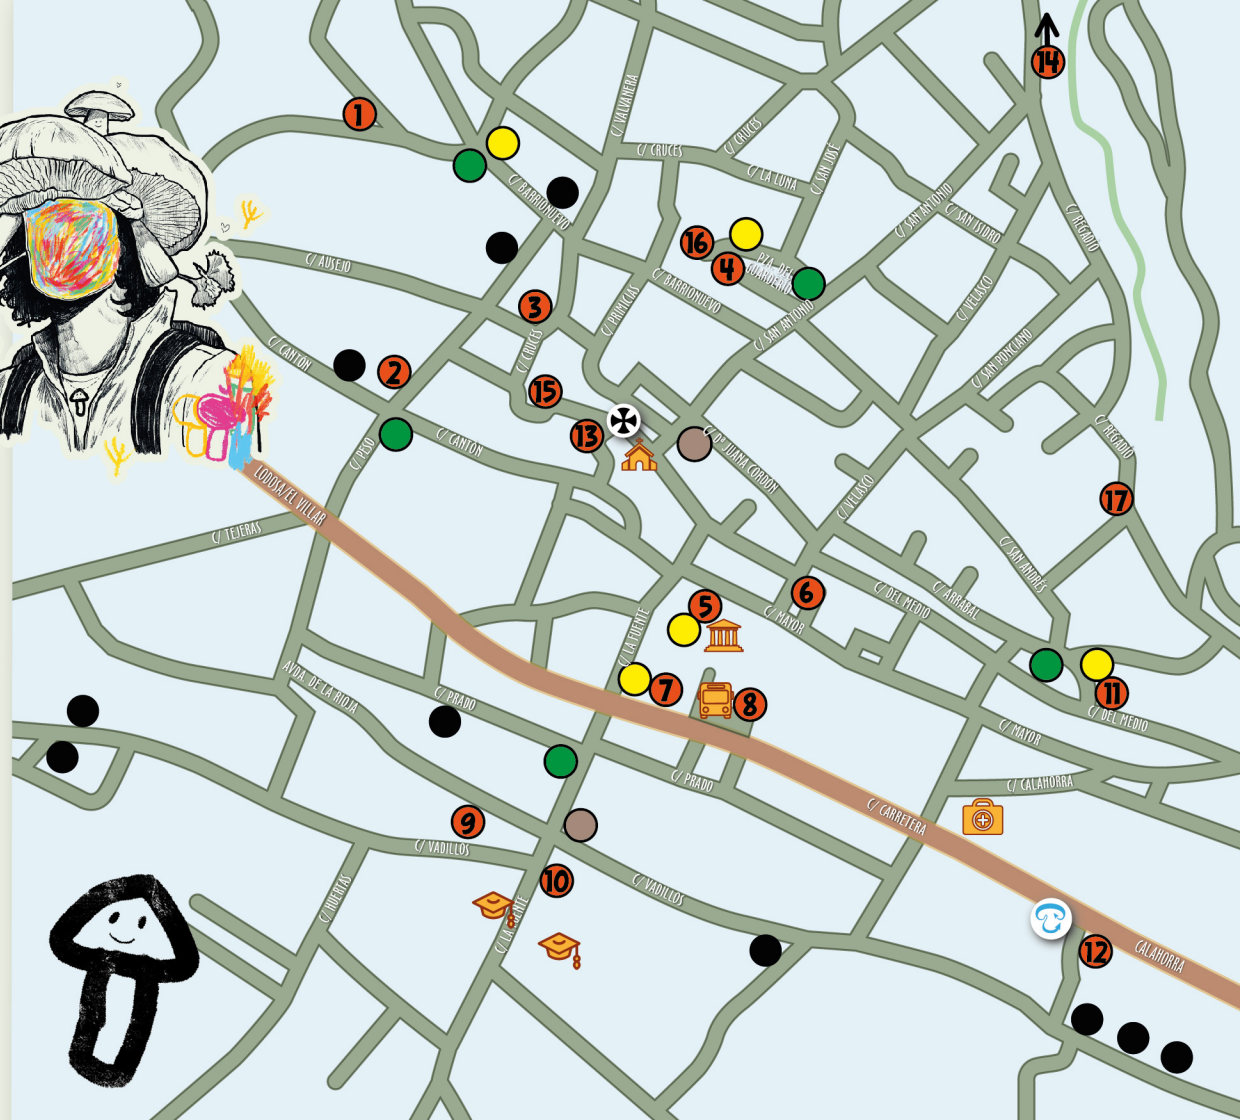 14
1
C/ VALVANERA
C/ CRUCES
C/ CRUCES
C/ LA LUNA
C/ SAN JOSÉ
C/ BARRIONUEVO
C/ SAN ANTONIO
C/ SAN ISIDRO
C/ REGADÍO
16
4
PZA. DEL
C/ AUSEJO
C/ BARRIONUEVO
C/ PRIMICIAS
C/ SAN ANTONIO
C/ VELASCO
3
C/ CRUCES
C/ CANTÓN
2
C/ SAN PONCIANO
15
13
C/ PESO
C/ CANTÓN
C/ Dª JUANA CORDÓN
C/ REGADÍO
LODOSA/EL VILLAR
C/ VELASCO
17
C/ TEJERAS
C/ SAN ANDRÉS
6
5
C/ MAYOR
C/ DEL MEDIO
C/ ARRABAL
C/ LA FUENTE
7
8
11
AVDA. DE LA RIOJA
C/ PRADO
C/ DEL MEDIO
C/ MAYOR
C/ PRADO
C/ CALAHORRA
C/ CARRETERA
9
C/ VADILLOS
10
C/ VADILLOS
C/ HUERTAS
C/ LA FUENTE
12
CALAHORRA